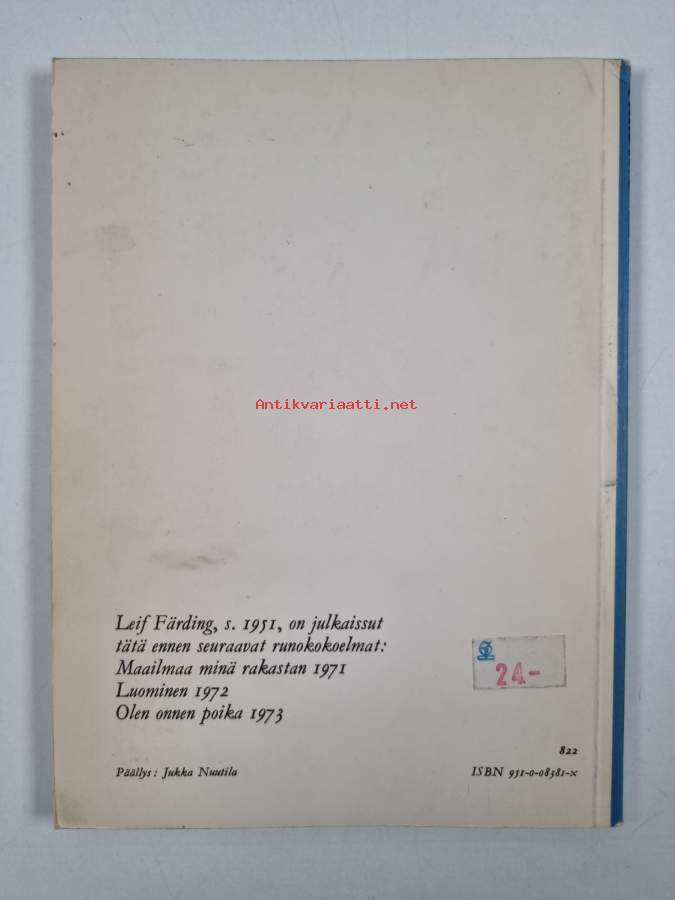 Antikvariaatti.net
Leif Färding, s. 1951, on julkaissut
tätä ennen seuraavat runokokoelmat:
Maailmaa minä rakastan 1971
Luominen 1972
Olen onnen poika 1973
24-
822
Päällys: Jukka Nuutila
ISBN 951-0-08381-x